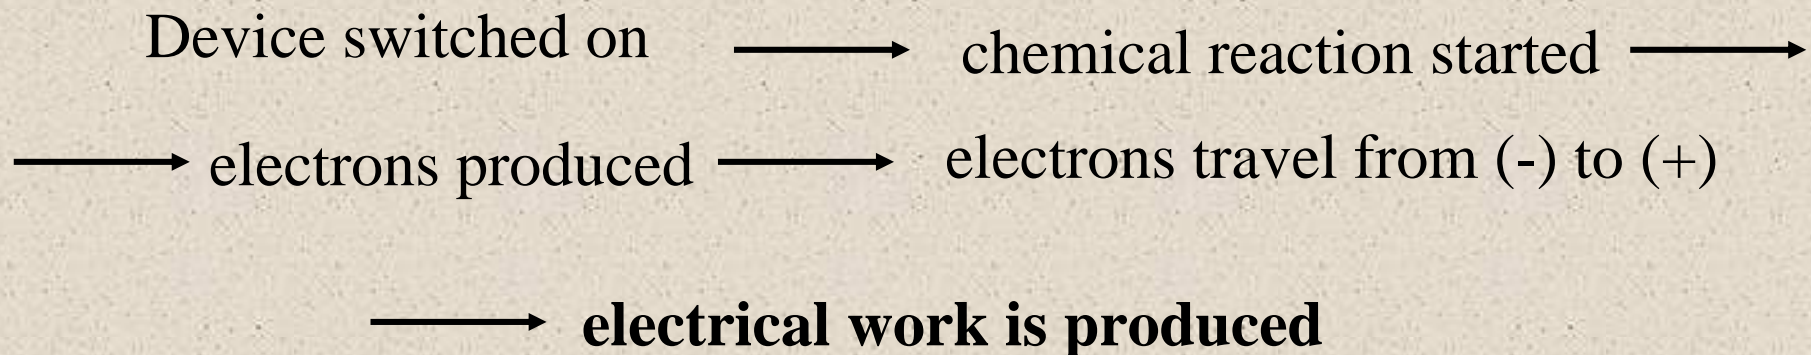 Device switched on → chemical reaction started →
→ electrons produced → electrons travel from (-) to (+)
→ electrical work is produced